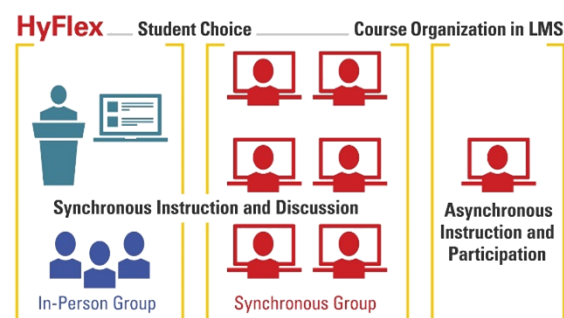 HyFlex Student Choice Course Organization in LMS
Synchronous Instruction and Discussion
Asynchronous
Instruction and
Participation
In-Person Group
Synchronous Group